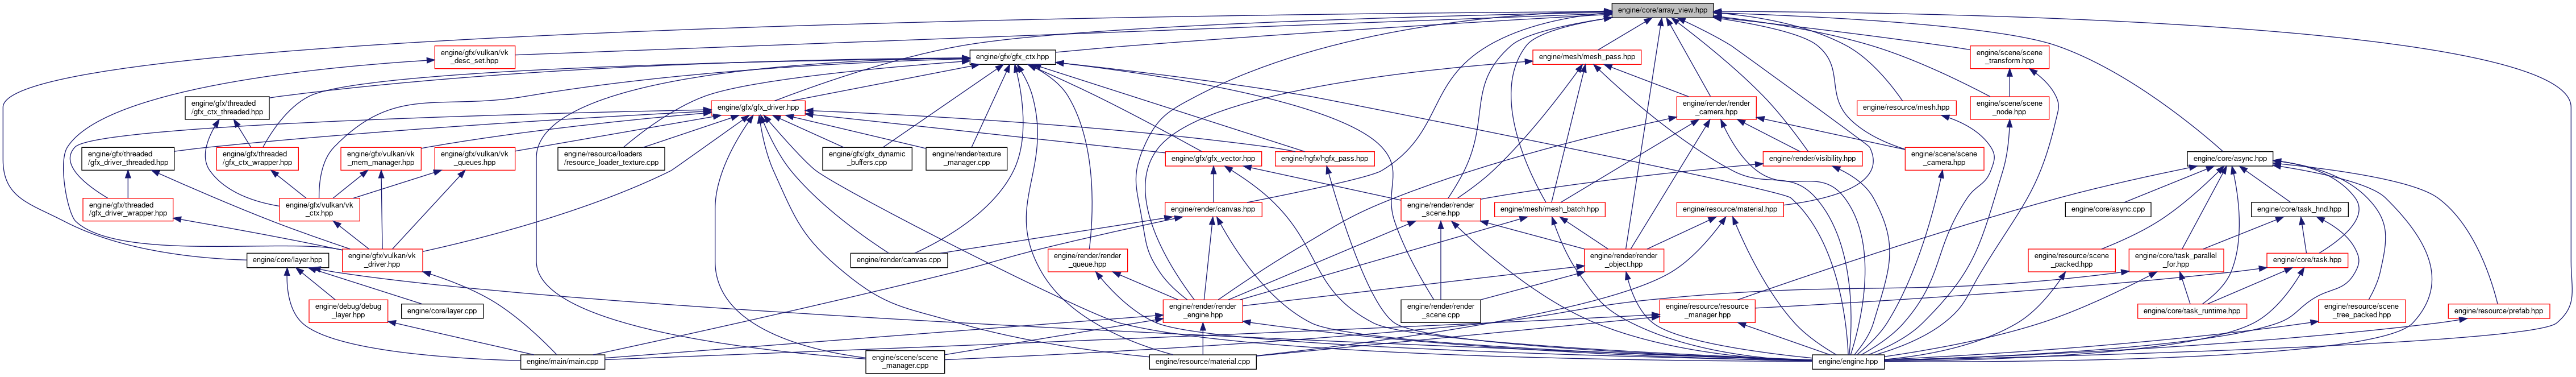 engine/core/array_view.hpp
engine/gfx/vulkan/vk
_desc_set.hpp
engine/gfx/gfx_ctx.hpp
engine/mesh/mesh_pass.hpp
engine/scene/scene
_transform.hpp
engine/gfx/threaded
/gfx_ctx_threaded.hpp
engine/gfx/gfx_driver.hpp
engine/render/render
_camera.hpp
engine/resource/mesh.hpp
engine/scene/scene
_node.hpp
engine/gfx/threaded
/gfx_driver_threaded.hpp
engine/gfx/threaded
/gfx_ctx_wrapper.hpp
engine/gfx/vulkan/vk
_mem_manager.hpp
engine/gfx/vulkan/vk
_queues.hpp
engine/resource/loaders
/resource_loader_texture.cpp
engine/gfx/gfx_dynamic
_buffers.cpp
engine/render/texture
_manager.cpp
engine/gfx/gfx_vector.hpp
engine/hgfx/hgfx_pass.hpp
engine/render/visibility.hpp
engine/scene/scene
_camera.hpp
engine/core/async.hpp
engine/gfx/threaded
/gfx_driver_wrapper.hpp
engine/gfx/vulkan/vk
_ctx.hpp
engine/render/canvas.hpp
engine/render/render
_scene.hpp
engine/mesh/mesh_batch.hpp
engine/resource/material.hpp
engine/core/async.cpp
engine/core/task_hnd.hpp
engine/core/layer.hpp
engine/gfx/vulkan/vk
_driver.hpp
engine/render/canvas.cpp
engine/render/render
_queue.hpp
engine/render/render
_object.hpp
engine/resource/scene
_packed.hpp
engine/core/task_parallel
_for.hpp
engine/core/task.hpp
engine/debug/debug
_layer.hpp
engine/core/layer.cpp
engine/render/render
_engine.hpp
engine/render/render
_scene.cpp
engine/resource/resource
_manager.hpp
engine/core/task_runtime.hpp
engine/resource/scene
_tree_packed.hpp
engine/resource/prefab.hpp
engine/main/main.cpp
engine/scene/scene
_manager.cpp
engine/resource/material.cpp
engine/engine.hpp